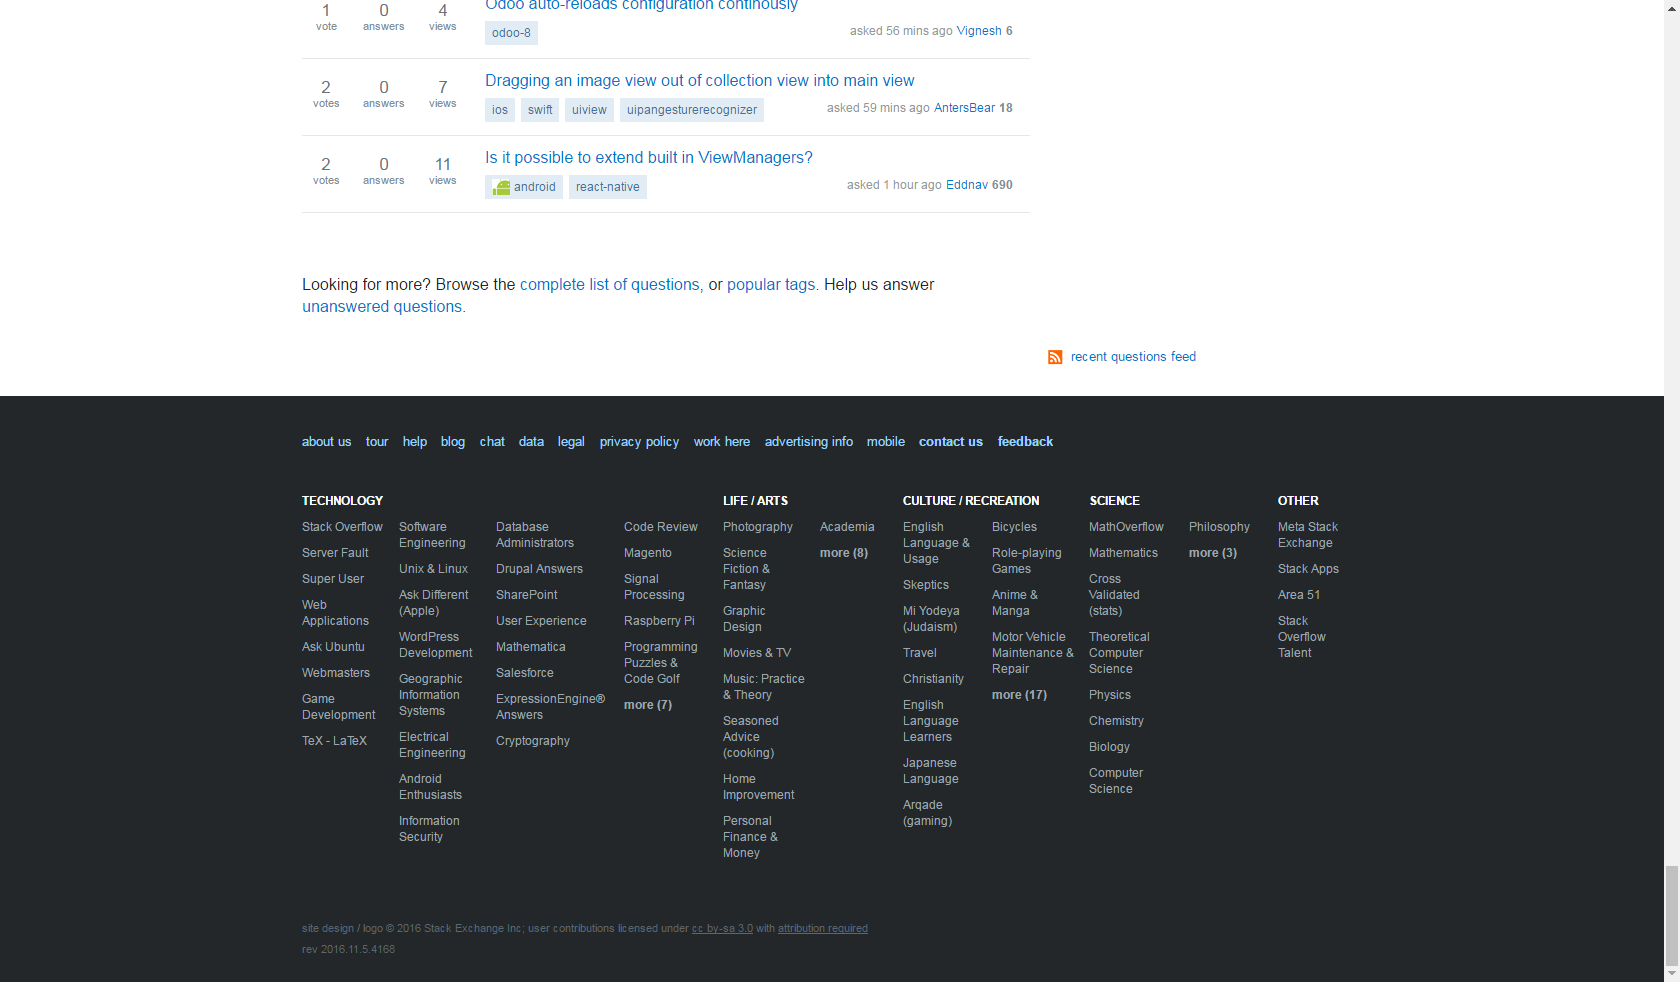 1 0 4
vote answers views
Odoo auto-reloads configuration continously
odoo-8
asked 56 mins ago Vignesh 6
2 0 7
votes answers views
Dragging an image view out of collection view into main view
ios swift uiview uipangesturerecognizer
asked 59 mins ago AntersBear 18
2 0 11
votes answers views
Is it possible to extend built in ViewManagers?
android react-native
asked 1 hour ago Eddnav 690
Looking for more? Browse the complete list of questions, or popular tags. Help us answer
unanswered questions.
recent questions feed
about us tour help blog chat data legal privacy policy work here advertising info mobile contact us feedback
TECHNOLOGY
Stack Overflow
Server Fault
Super User
Web
Applications
Ask Ubuntu
Webmasters
Game
Development
TeX - LaTeX
Software
Engineering
Unix & Linux
Ask Different
(Apple)
WordPress
Development
Geographic
Information
Systems
Electrical
Engineering
Android
Enthusiasts
Information
Security
Database
Administrators
Drupal Answers
SharePoint
User Experience
Mathematica
Salesforce
ExpressionEngine®
Answers
Cryptography
Code Review
Magento
Signal
Processing
Raspberry Pi
Programming
Puzzles &
Code Golf
more (7)
LIFE / ARTS
Photography
Science
Fiction &
Fantasy
Graphic
Design
Movies & TV
Music: Practice
& Theory
Seasoned
Advice
(cooking)
Home
Improvement
Personal
Finance &
Money
Academia
more (8)
CULTURE / RECREATION
English
Language &
Usage
Skeptics
Mi Yodeya
(Judaism)
Travel
Christianity
English
Language
Learners
Japanese
Language
Arqade
(gaming)
Bicycles
Role-playing
Games
Anime &
Manga
Motor Vehicle
Maintenance &
Repair
more (17)
SCIENCE
MathOverflow
Mathematics
Cross
Validated
(stats)
Theoretical
Computer
Science
Physics
Chemistry
Biology
Computer
Science
Philosophy
more (3)
OTHER
Meta Stack
Exchange
Stack Apps
Area 51
Stack
Overflow
Talent
site design / logo © 2016 Stack Exchange Inc; user contributions licensed under cc by-sa 3.0 with attribution required
rev 2016.11.5.4168